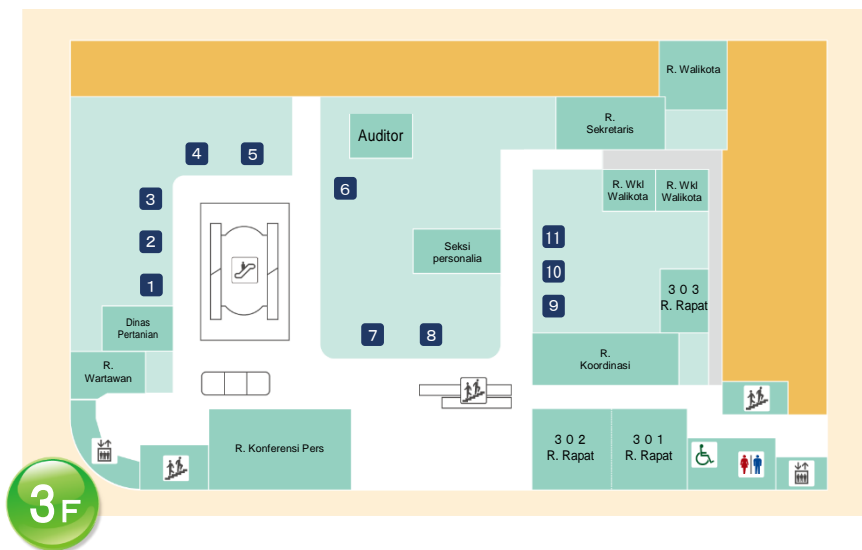 R. Walikota
R.
Sekretaris
Auditor
4
5
6
3
2
1
R. Wkl
Walikota
R. Wkl
Walikota
11
10
9
Seksi
personalia
3 0 3
R. Rapat
Dinas
Pertanian
7
8
R.
Wartawan
R.
Koordinasi
R. Konferensi Pers
3 0 2
R. Rapat
3 0 1
R. Rapat
3F